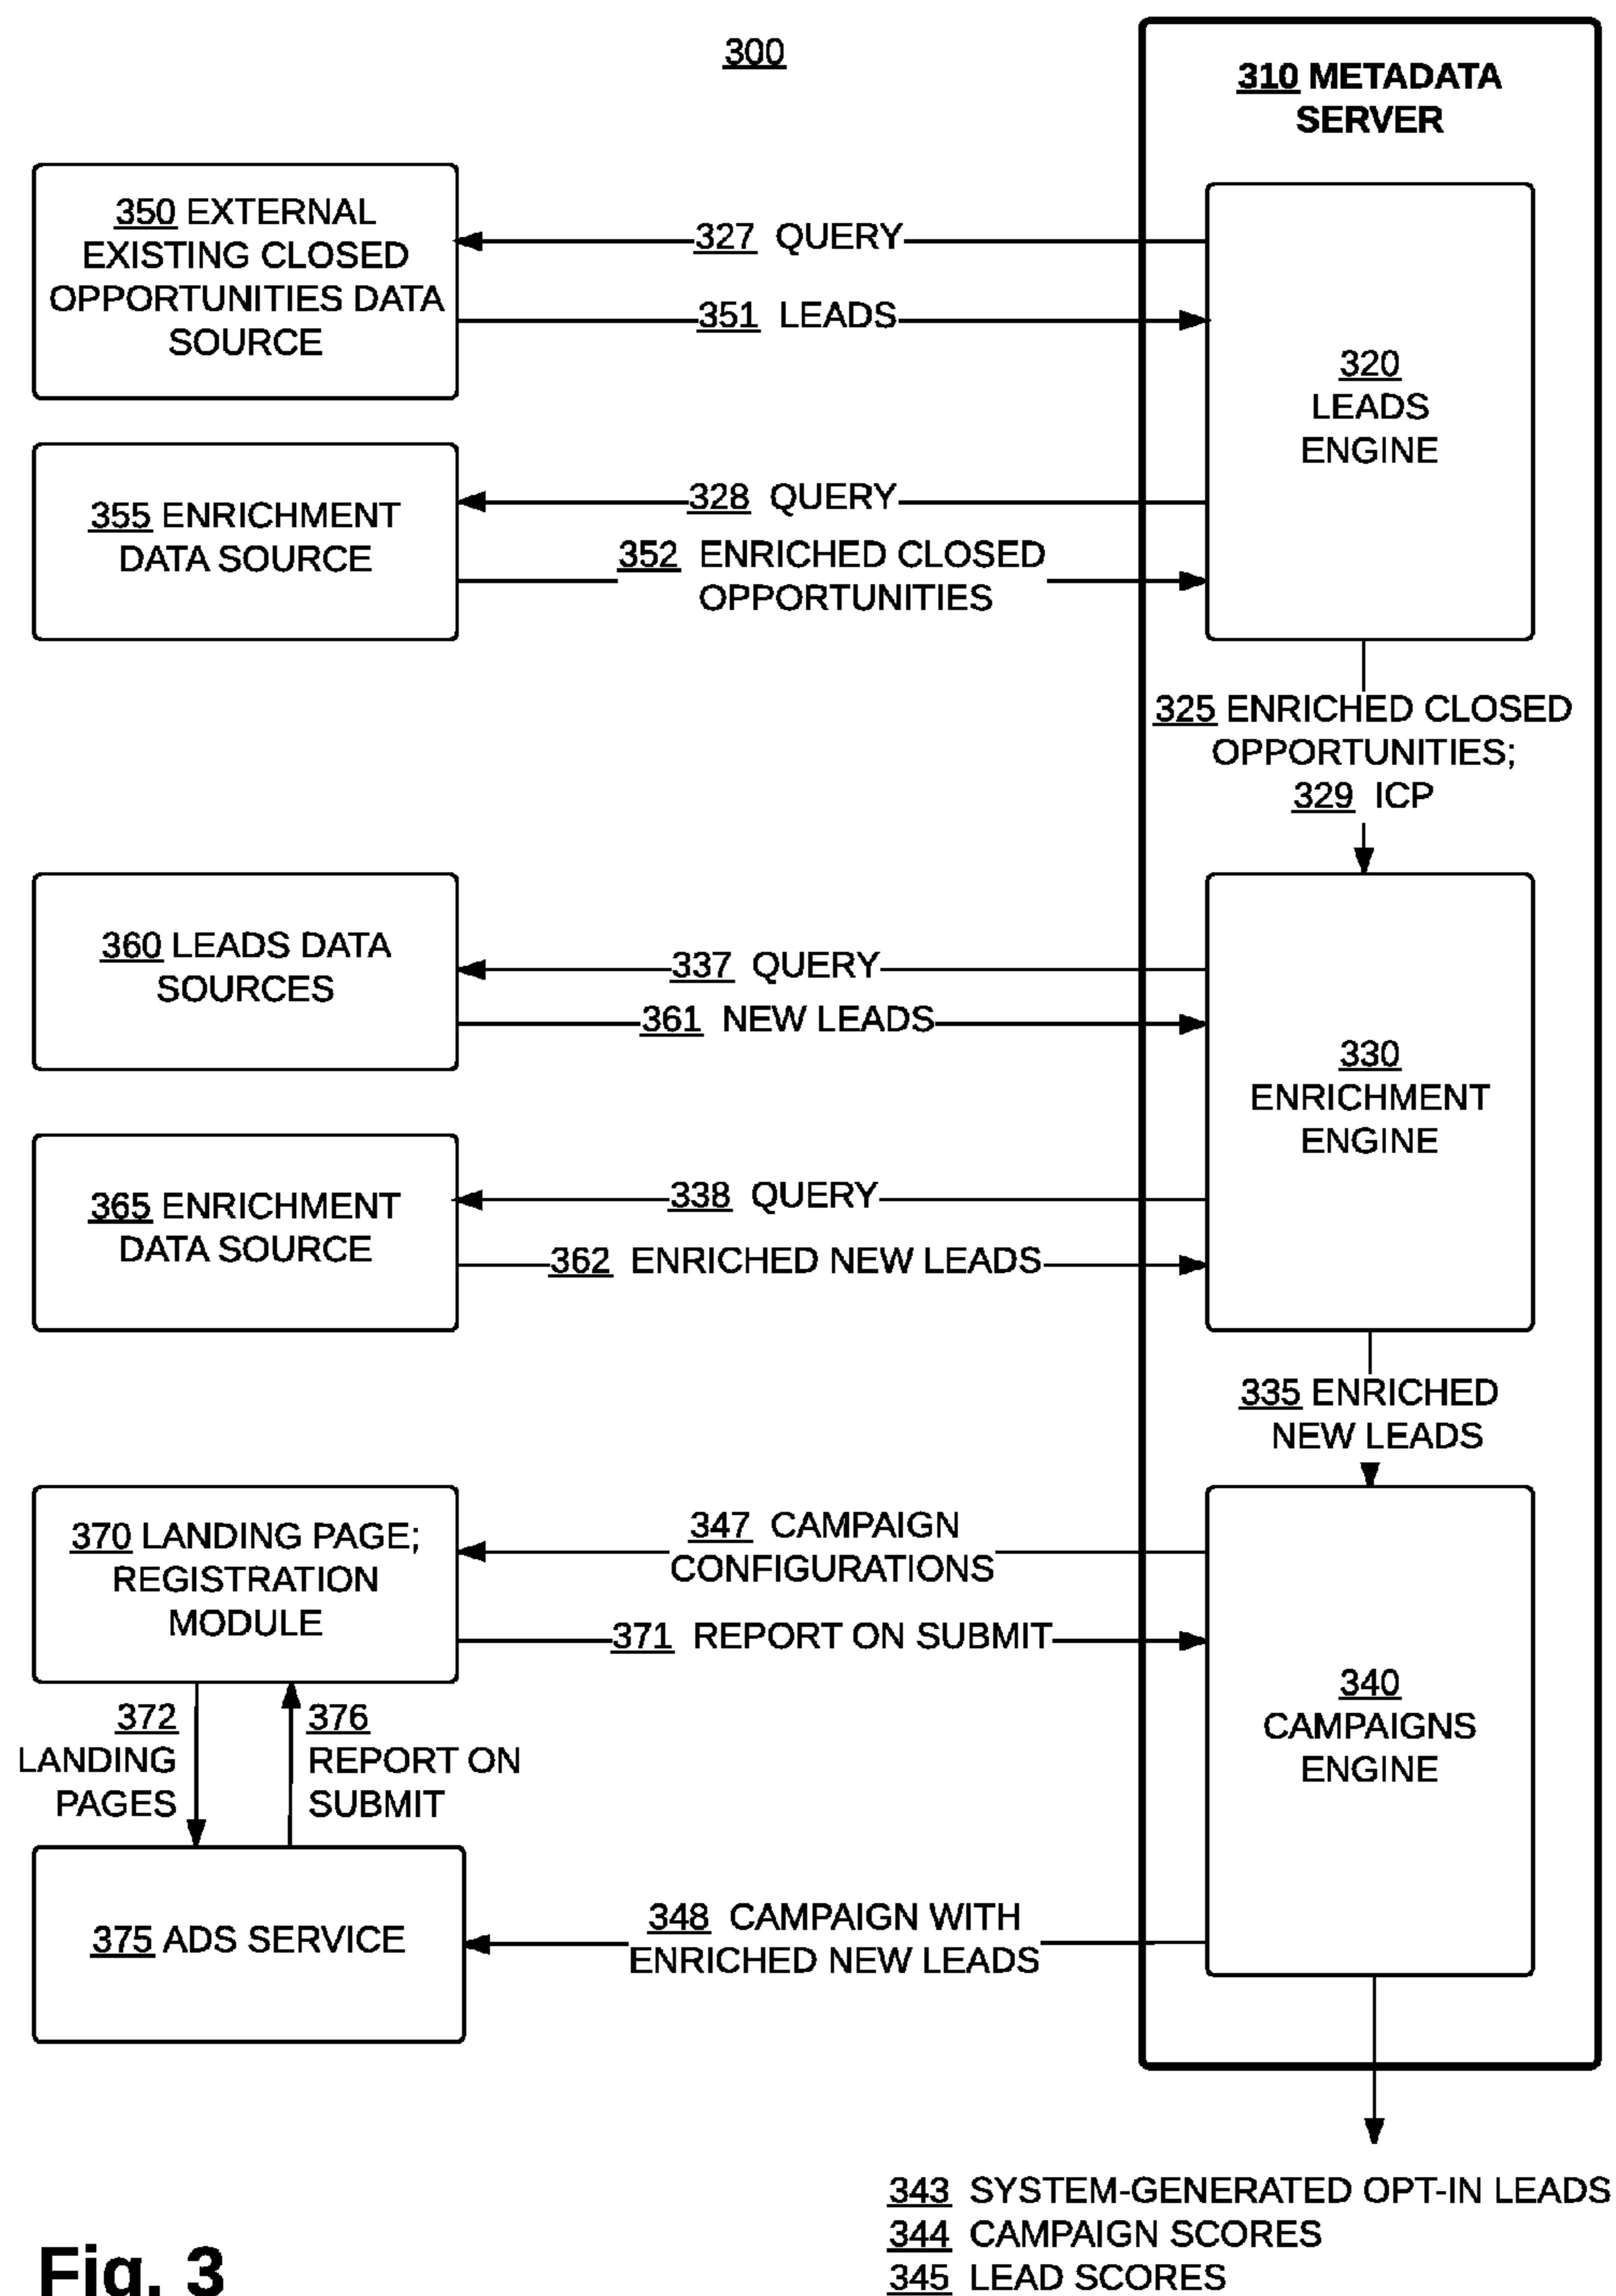 300
310 METADATA
SERVER
350 EXTERNAL
EXISTING CLOSED
OPPORTUNITIES DATA
SOURCE
327 QUERY
351 LEADS
320
LEADS
ENGINE
355 ENRICHMENT
DATA SOURCE
328 QUERY
352 ENRICHED CLOSED
OPPORTUNITIES
325 ENRICHED CLOSED
OPPORTUNITIES;
329 ICP
360 LEADS DATA
SOURCES
337 QUERY
361 NEW LEADS
330
ENRICHMENT
ENGINE
365 ENRICHMENT
DATA SOURCE
338 QUERY
362 ENRICHED NEW LEADS
335 ENRICHED
NEW LEADS
370 LANDING PAGE;
REGISTRATION
MODULE
347 CAMPAIGN
CONFIGURATIONS
371 REPORT ON SUBMIT
340
CAMPAIGNS
ENGINE
372
LANDING
PAGES
376
REPORT ON
SUBMIT
375 ADS SERVICE
348 CAMPAIGN WITH
ENRICHED NEW LEADS
343 SYSTEM-GENERATED OPT-IN LEADS
344 CAMPAIGN SCORES
345 LEAD SCORES
Fig. 3